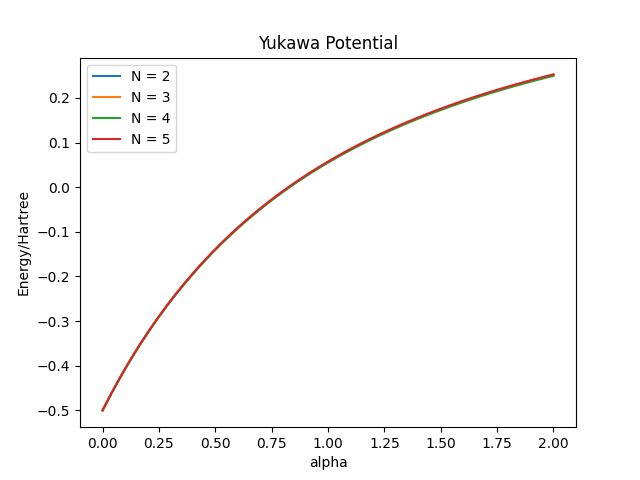 Yukawa Potential
N = 2
N = 3
N = 4
N = 5
Energy/Hartree
0.2
0.1
0.0
−0.1
−0.2
−0.3
−0.4
−0.5
0.00 0.25 0.50 0.75 1.00 1.25 1.50 1.75 2.00
alpha